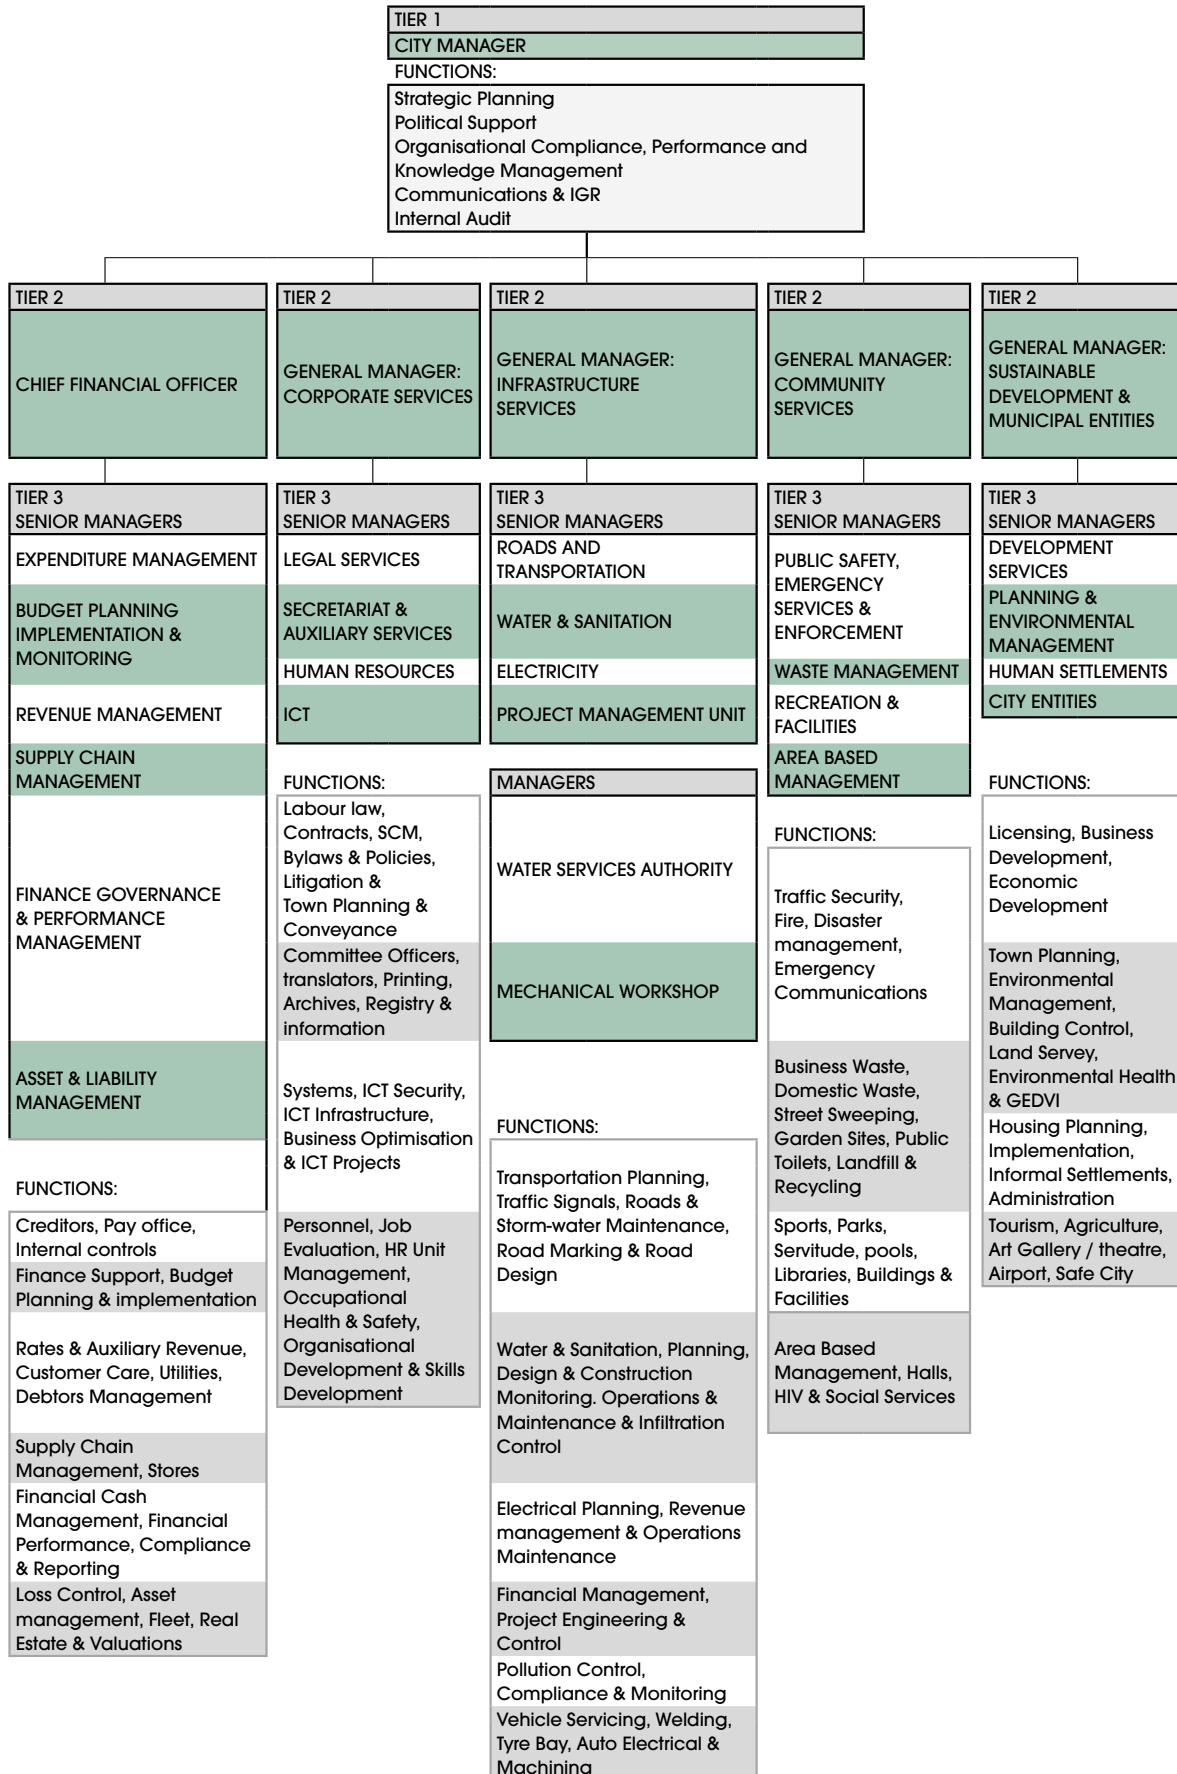 TIER 1
CITY MANAGER
FUNCTIONS:
Strategic Planning
Political Support
Organisational Compliance, Performance and
Knowledge Management
Communications & IGR
Internal Audit
TIER 2
CHIEF FINANCIAL OFFICER
TIER 3
SENIOR MANAGERS
EXPENDITURE MANAGEMENT
BUDGET PLANNING
IMPLEMENTATION &
MONITORING
REVENUE MANAGEMENT
SUPPLY CHAIN
MANAGEMENT
FINANCE GOVERNANCE
& PERFORMANCE
MANAGEMENT
ASSET & LIABILITY
MANAGEMENT
FUNCTIONS:
Creditors, Pay office,
Internal controls
Finance Support, Budget
Planning & implementation
Rates & Auxiliary Revenue,
Customer Care, Utilities,
Debtors Management
Supply Chain
Management, Stores
Financial Cash
Management, Financial
Performance, Compliance
& Reporting
Loss Control, Asset
management, Fleet, Real
Estate & Valuations
TIER 2
GENERAL MANAGER:
CORPORATE SERVICES
TIER 3
SENIOR MANAGERS
LEGAL SERVICES
SECRETARIAT &
AUXILIARY SERVICES
HUMAN RESOURCES
ICT
FUNCTIONS:
Labour law,
Contracts, SCM,
Bylaws & Policies,
Litigation &
Town Planning &
Conveyance
Committee Officers,
translators, Printing,
Archives, Registry &
information
Systems, ICT Security,
ICT Infrastructure,
Business Optimisation
& ICT Projects
Personnel, Job
Evaluation, HR Unit
Management,
Occupational
Health & Safety,
Organisational
Development & Skills
Development
TIER 2
GENERAL MANAGER:
INFRASTRUCTURE
SERVICES
TIER 3
SENIOR MANAGERS
ROADS AND
TRANSPORTATION
WATER & SANITATION
ELECTRICITY
PROJECT MANAGEMENT UNIT
MANAGERS
WATER SERVICES AUTHORITY
MECHANICAL WORKSHOP
FUNCTIONS:
Transportation Planning,
Traffic Signals, Roads &
Storm-water Maintenance,
Road Marking & Road
Design
Water & Sanitation, Planning,
Design & Construction
Monitoring. Operations &
Maintenance & Infiltration
Control
Electrical Planning, Revenue
management & Operations
Maintenance
Financial Management,
Project Engineering &
Control
Pollution Control,
Compliance & Monitoring
Vehicle Servicing, Welding,
Tyre Bay, Auto Electrical &
Machining
TIER 2
GENERAL MANAGER:
COMMUNITY
SERVICES
TIER 3
SENIOR MANAGERS
PUBLIC SAFETY,
EMERGENCY
SERVICES &
ENFORCEMENT
WASTE MANAGEMENT
RECREATION &
FACILITIES
AREA BASED
MANAGEMENT
FUNCTIONS:
Traffic Security,
Fire, Disaster
management,
Emergency
Communications
Business Waste,
Domestic Waste,
Street Sweeping,
Garden Sites, Public
Toilets, Landfill &
Recycling
Sports, Parks,
Servitude, pools,
Libraries, Buildings &
Facilities
Area Based
Management, Halls,
HIV & Social Services
TIER 2
GENERAL MANAGER:
SUSTAINABLE
DEVELOPMENT &
MUNICIPAL ENTITIES
TIER 3
SENIOR MANAGERS
DEVELOPMENT
SERVICES
PLANNING &
ENVIRONMENTAL
MANAGEMENT
HUMAN SETTLEMENTS
CITY ENTITIES
FUNCTIONS:
Licensing, Business
Development,
Economic
Development
Town Planning,
Environmental
Management,
Building Control,
Land Servey,
Environmental Health
& GEDVI
Housing Planning,
Implementation,
Informal Settlements,
Administration
Tourism, Agriculture,
Art Gallery / theatre,
Airport, Safe City